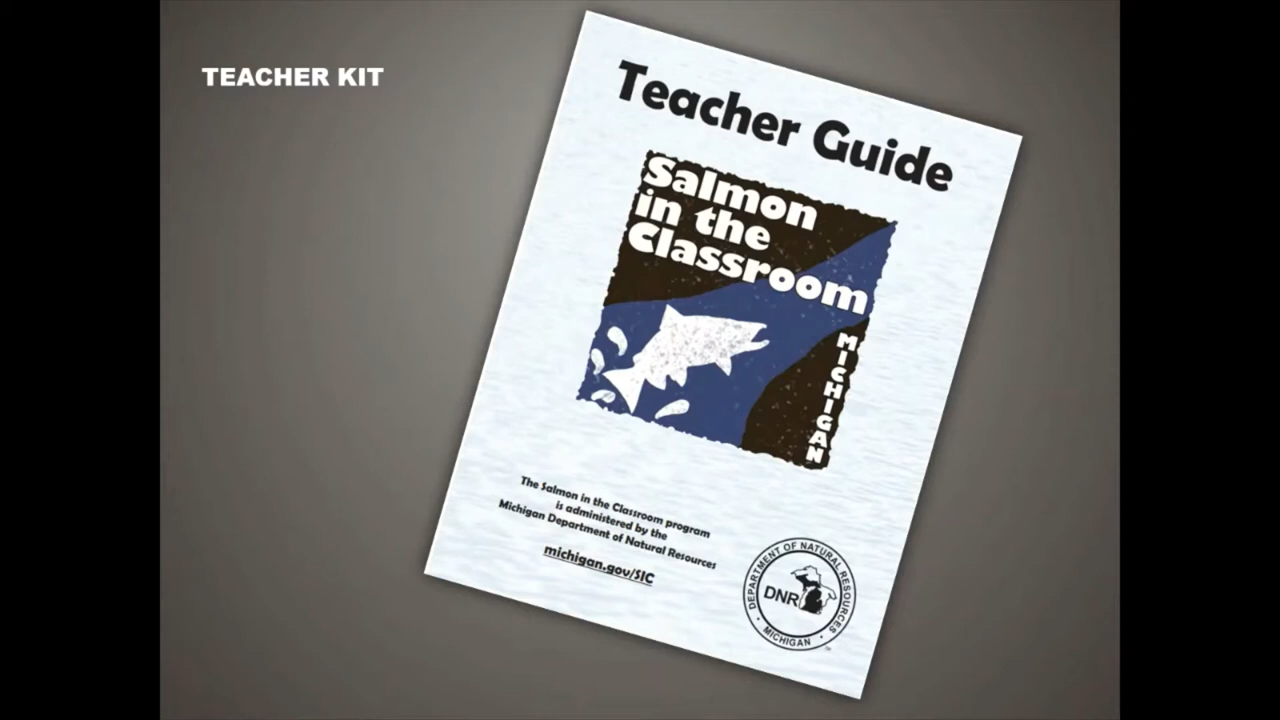 TEACHER KIT
Teacher Guide
Salmon
in the
Classroom
MICHIGAN
The Salmon in the Classroom program
is administered by the
Michigan Department of Natural Resources
michigan.gov/SIC
DEPARTMENT OF NATURAL RESOURCES
DNR
MICHIGAN